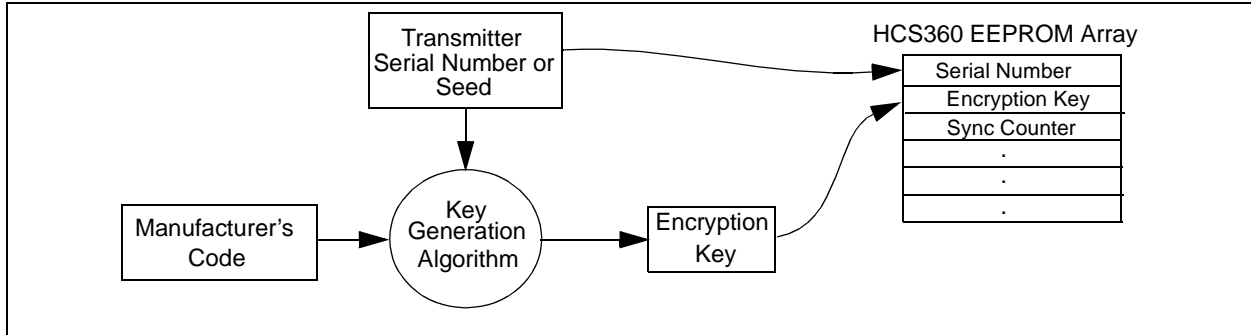 Transmitter
Serial Number or
Seed
HCS360 EEPROM Array
Serial Number
Encryption Key
Sync Counter
.
.
.
Manufacturer's
Code
Key
Generation
Algorithm
Encryption
Key